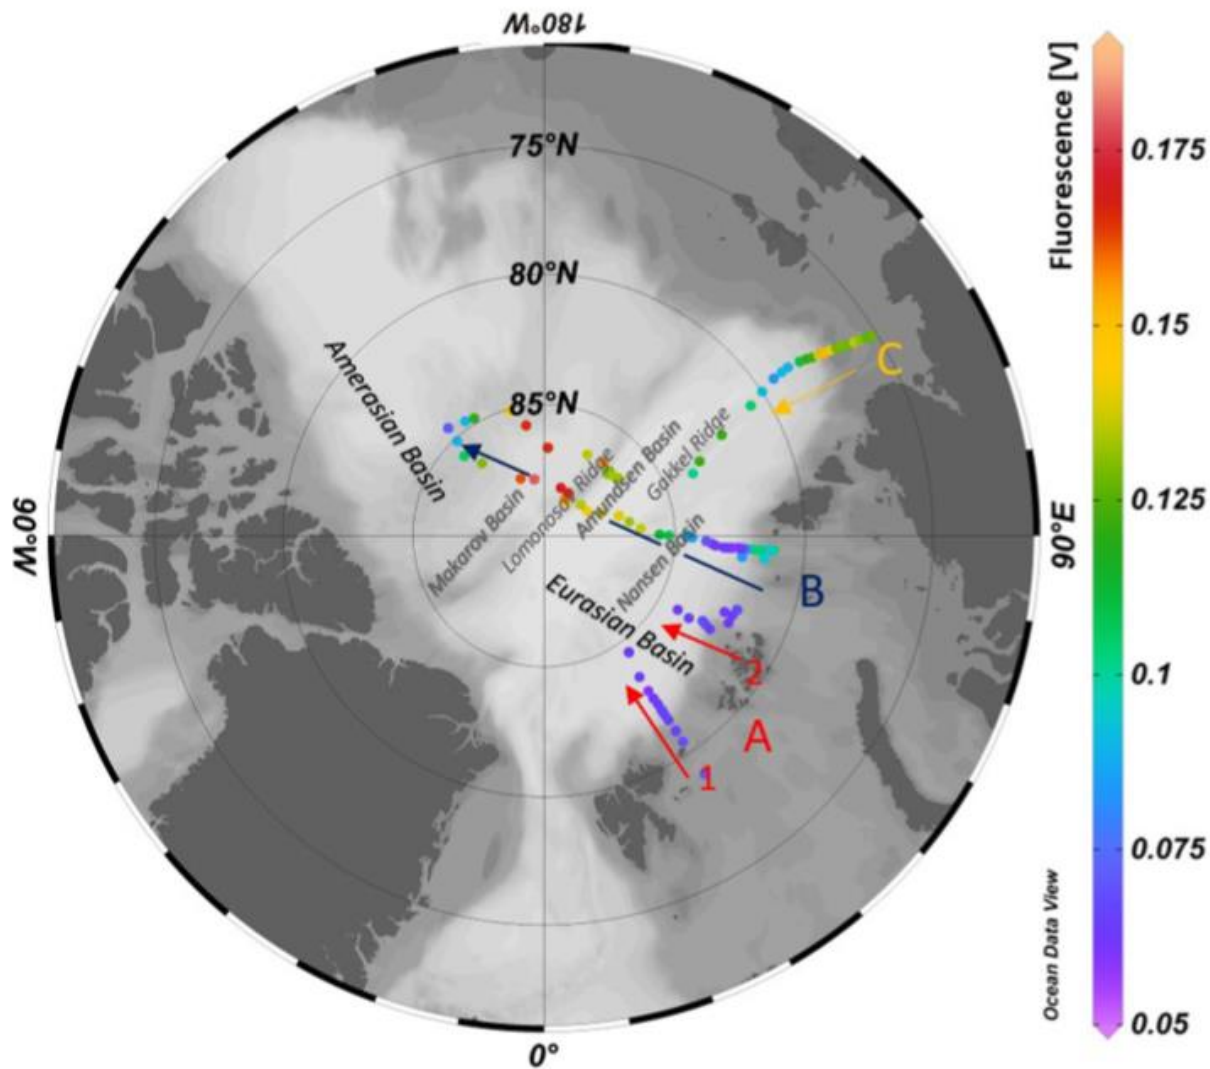 180°W
75°N
80°N
85°N
Amerasian Basin
Makarov Basin
Lomonosov Ridge
Amundsen Basin
Gakkel Ridge
Nansen Basin
Eurasian Basin
C
B
2
A
1
90°W
90°E
0°
Fluorescence [V]
0.175
0.15
0.125
0.1
0.075
0.05
Ocean Data View